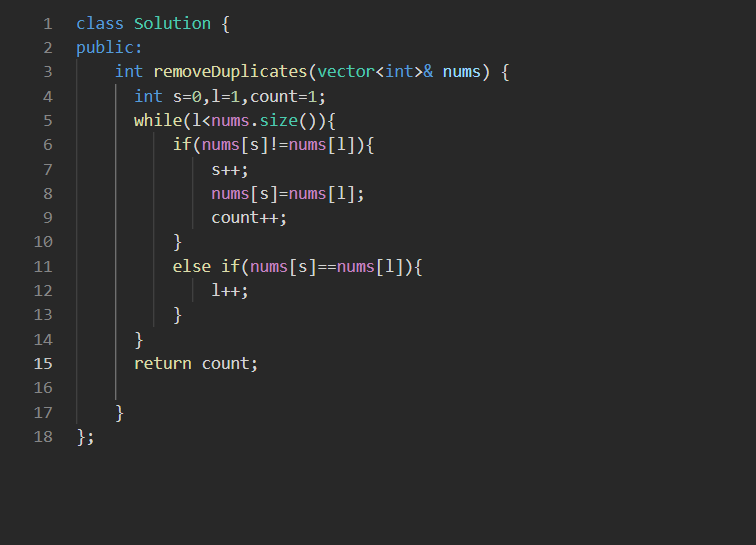 1 class Solution {
2 public:
3     int removeDuplicates(vector<int>& nums) {
4       int s=0,l=1,count=1;
5       while(l<nums.size()){
6           if(nums[s]!=nums[l]){
7               s++;
8               nums[s]=nums[l];
9               count++;
10           }
11           else if(nums[s]==nums[l]){
12               l++;
13           }
14       }
15       return count;
16
17     }
18 };